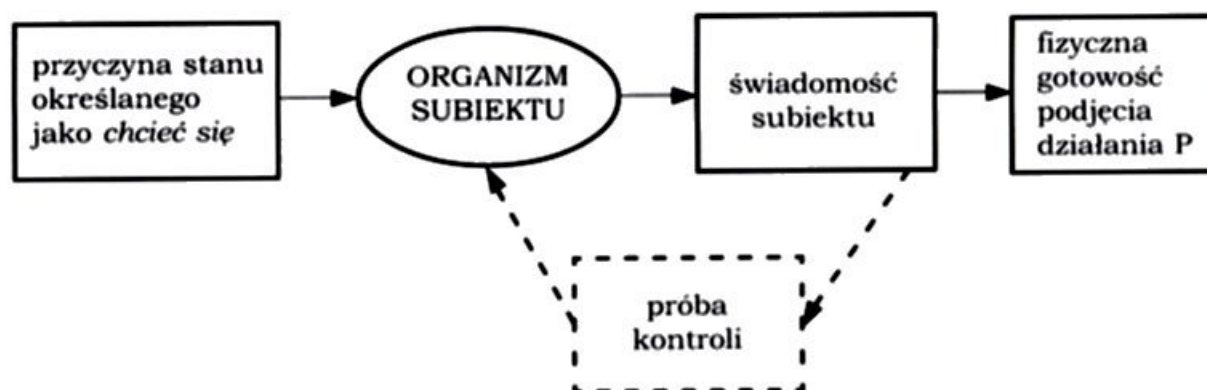 przyczyna stanu
określanego
jako chcieć się
ORGANIZM
SUBIEKTU
świadomość
subiektu
fizyczna
gotowość
podjęcia
działania P
próba
kontroli